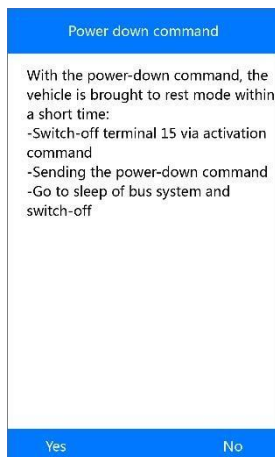 Power down command
With the power-down command, the
vehicle is brought to rest mode within
a short time:
-Switch-off terminal 15 via activation
command
-Sending the power-down command
-Go to sleep of bus system and
switch-off
Yes No